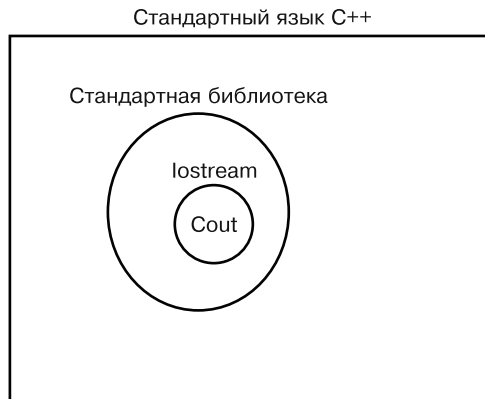 Стандартный язык C++
Стандартная библиотека
Iostream
Cout